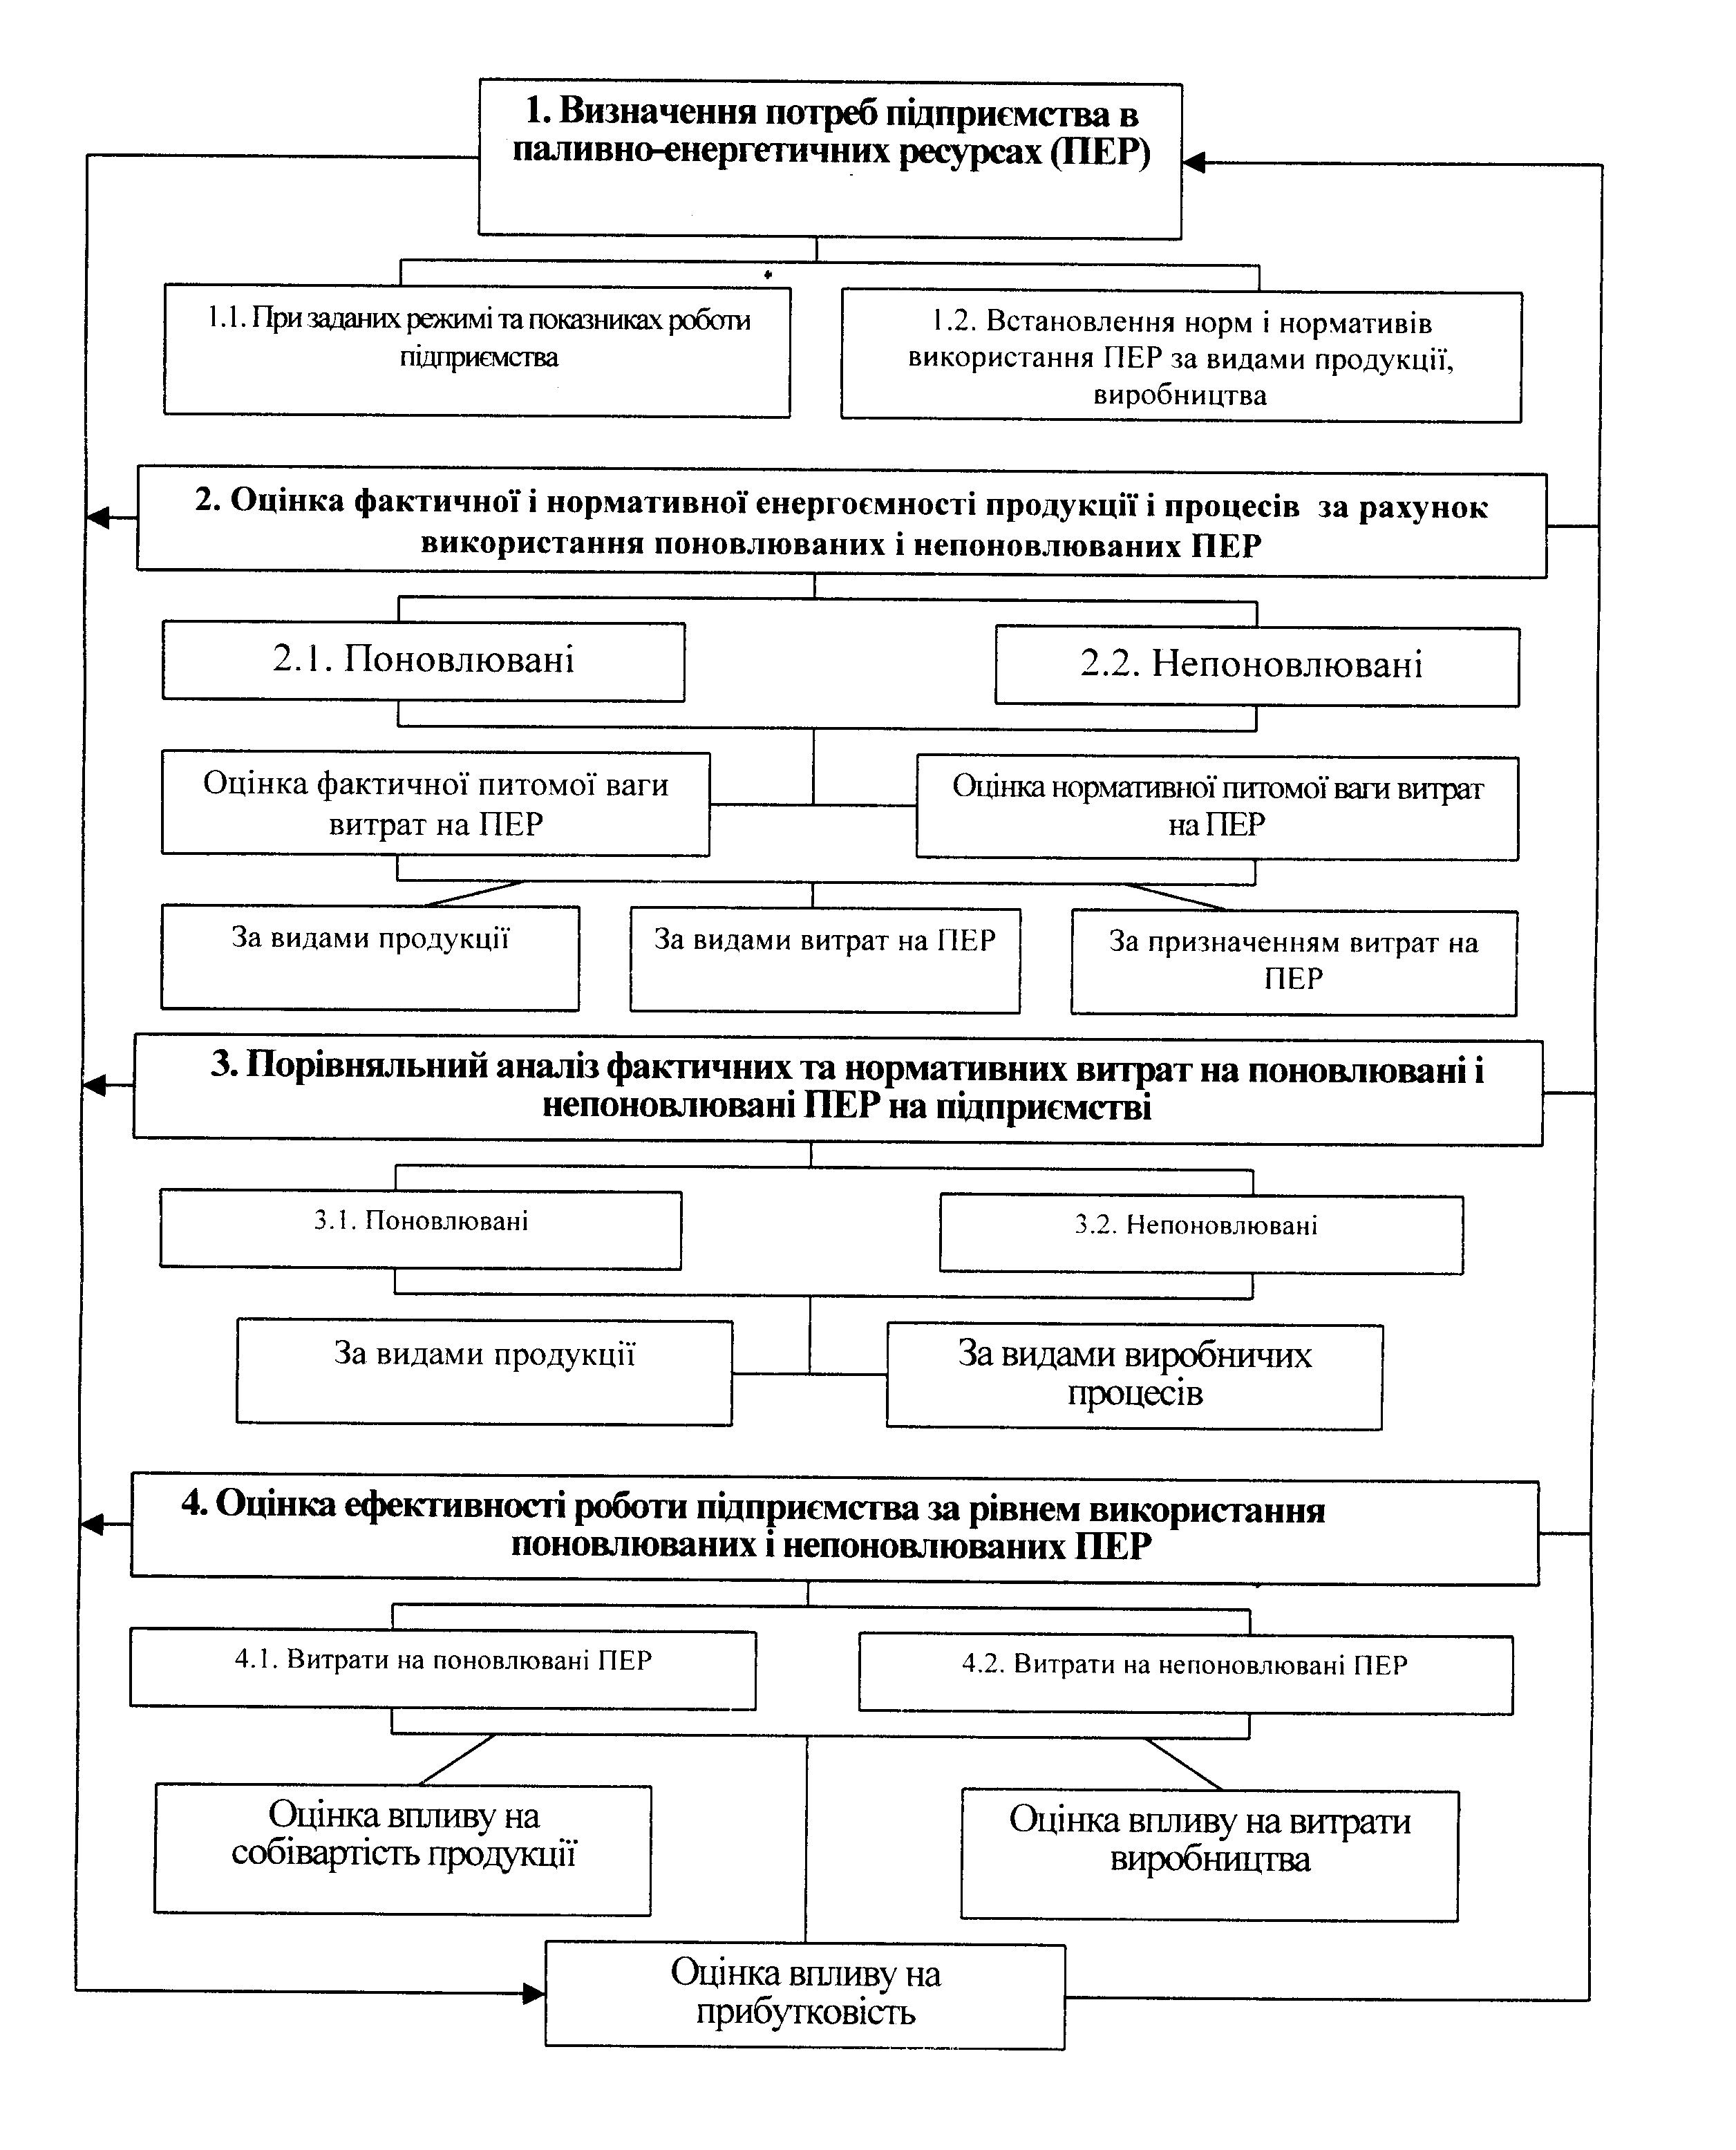 1. Визначення потреб підприємства в
паливно-енергетичних ресурсах (ПЕР)
1.1. При заданих режимі та показниках роботи
підприємства
1.2. Встановлення норм і нормативів
використання ПЕР за видами продукції,
виробництва
2. Оцінка фактичної і нормативної енергоємності продукції і процесів за рахунок
використання поновлюваних і непоновлюваних ПЕР
2.1. Поновлювані
2.2. Непоновлювані
Оцінка фактичної питомої ваги
витрат на ПЕР
Оцінка нормативної питомої ваги витрат
на ПЕР
За видами продукції
За видами витрат на ПЕР
За призначенням витрат на
ПЕР
3. Порівняльний аналіз фактичних та нормативних витрат на поновлювані і
непоновлювані ПЕР на підприємстві
3.1. Поновлювані
3.2. Непоновлювані
За видами продукції
За видами виробничих
процесів
4. Оцінка ефективності роботи підприємства за рівнем використання
поновлюваних і непоновлюваних ПЕР
4.1. Витрати на поновлювані ПЕР
4.2. Витрати на непоновлювані ПЕР
Оцінка впливу на
собівартість продукції
Оцінка впливу на витрати
виробництва
Оцінка впливу на
прибутковість